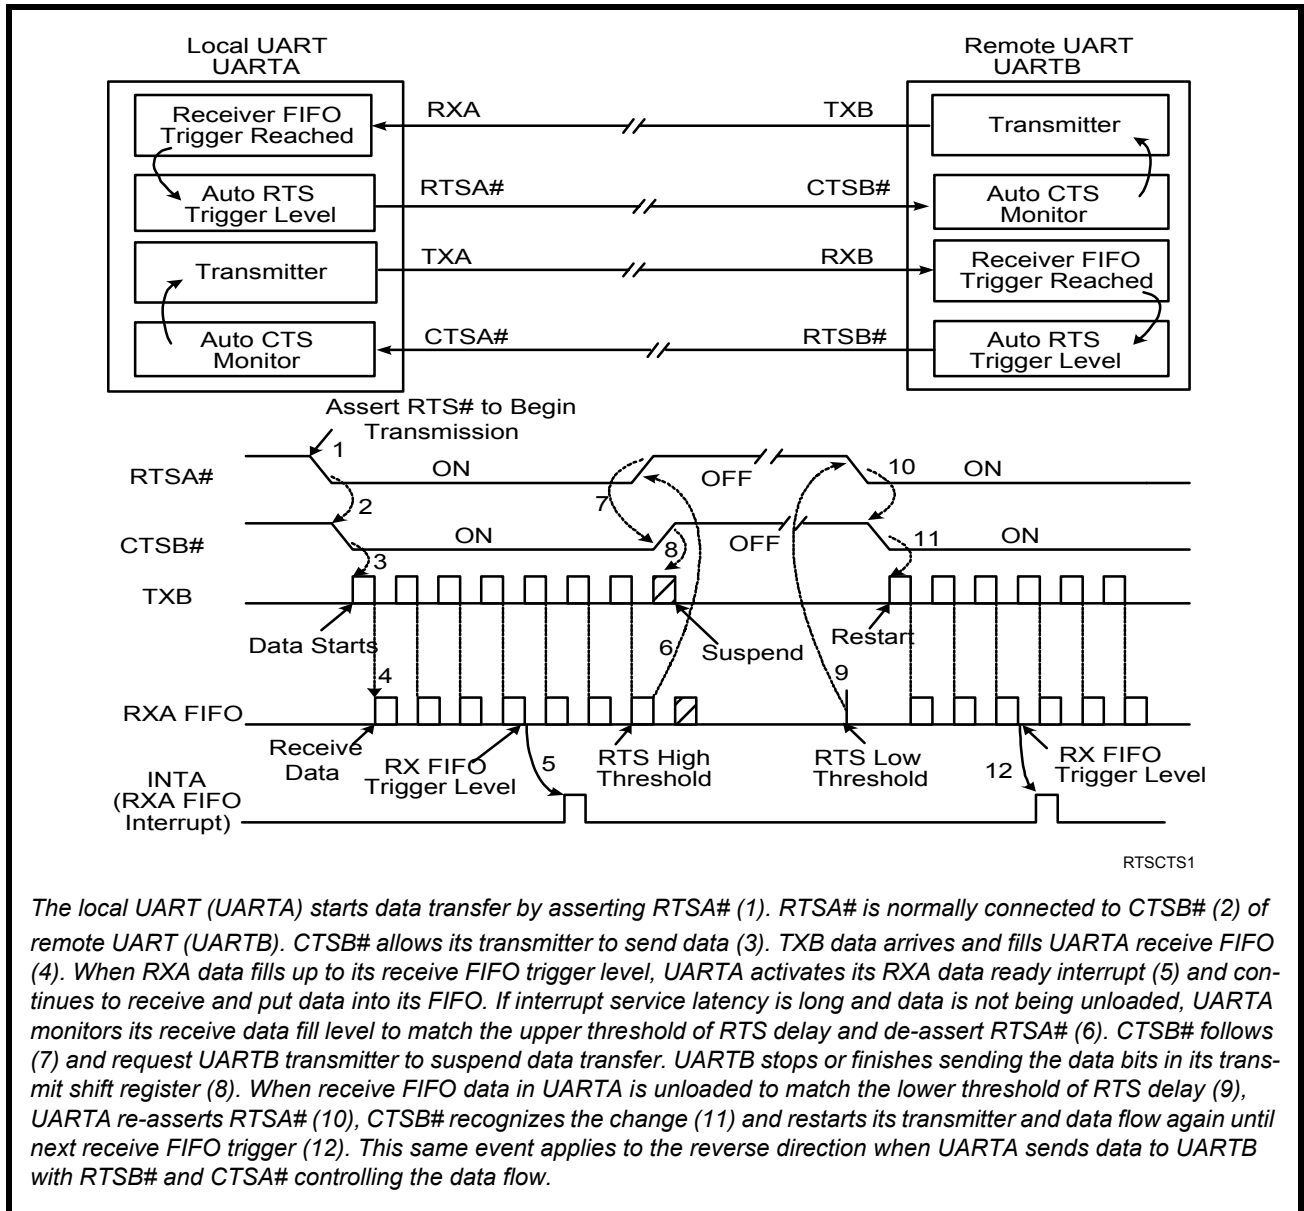 Local UART
UARTA
Remote UART
UARTB
Receiver FIFO
Trigger Reached
RXA
TXB
Transmitter
Auto RTS
Trigger Level
RTSA#
CTSB#
Auto CTS
Monitor
Transmitter
TXA
RXB
Receiver FIFO
Trigger Reached
Auto CTS
Monitor
CTSA#
RTSB#
Auto RTS
Trigger Level
Assert RTS# to Begin
Transmission
1
RTSA#
ON
OFF
10
ON
2
7
CTSB#
ON
8
OFF
11
ON
3
TXB
Data Starts
6
Suspend
Restart
4
9
RXA FIFO
Receive
Data
RX FIFO
Trigger Level
5
RTS High
Threshold
RTS Low
Threshold
12
RX FIFO
Trigger Level
INTA
(RXA FIFO
Interrupt)
RTSCTS1
The local UART (UARTA) starts data transfer by asserting RTSA# (1). RTSA# is normally connected to CTSB# (2) of
remote UART (UARTB). CTSB# allows its transmitter to send data (3). TXB data arrives and fills UARTA receive FIFO
(4). When RXA data fills up to its receive FIFO trigger level, UARTA activates its RXA data ready interrupt (5) and con-
tinues to receive and put data into its FIFO. If interrupt service latency is long and data is not being unloaded, UARTA
monitors its receive data fill level to match the upper threshold of RTS delay and de-assert RTSA# (6). CTSB# follows
(7) and request UARTB transmitter to suspend data transfer. UARTB stops or finishes sending the data bits in its trans-
mit shift register (8). When receive FIFO data in UARTA is unloaded to match the lower threshold of RTS delay (9),
UARTA re-asserts RTSA# (10), CTSB# recognizes the change (11) and restarts its transmitter and data flow again until
next receive FIFO trigger (12). This same event applies to the reverse direction when UARTA sends data to UARTB
with RTSB# and CTSA# controlling the data flow.